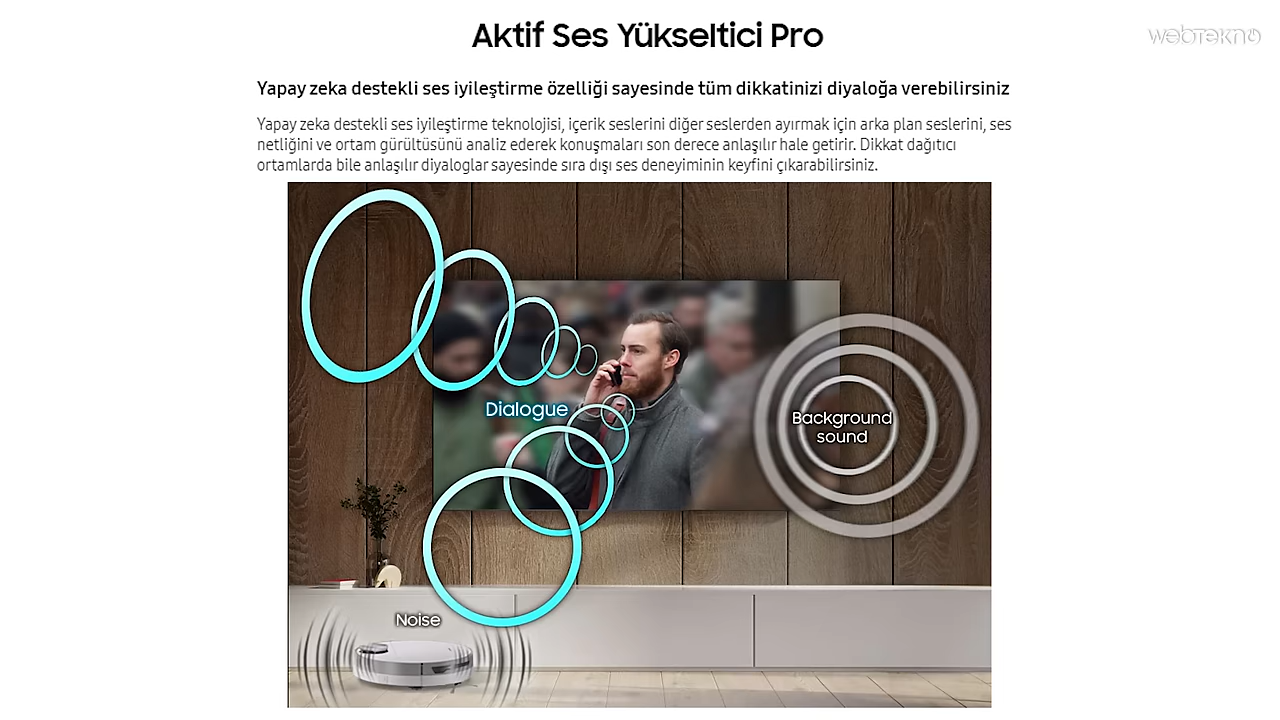 Aktif Ses Yükseltici Pro
webtekno
Yapay zeka destekli ses iyileştirme özelliği sayesinde tüm dikkatinizi diyaloğa verebilirsiniz
Yapay zeka destekli ses iyileştirme teknolojisi, içerik seslerini diğer seslerden ayırmak için arka plan seslerini, ses
netliğini ve ortam gürültüsünü analiz ederek konuşmaları son derece anlaşılır hale getirir. Dikkat dağıtıcı
ortamlarda bile anlaşılır diyaloglar sayesinde sıra dışı ses deneyiminin keyfini çıkarabilirsiniz.
Dialogue
Background
sound
Noise